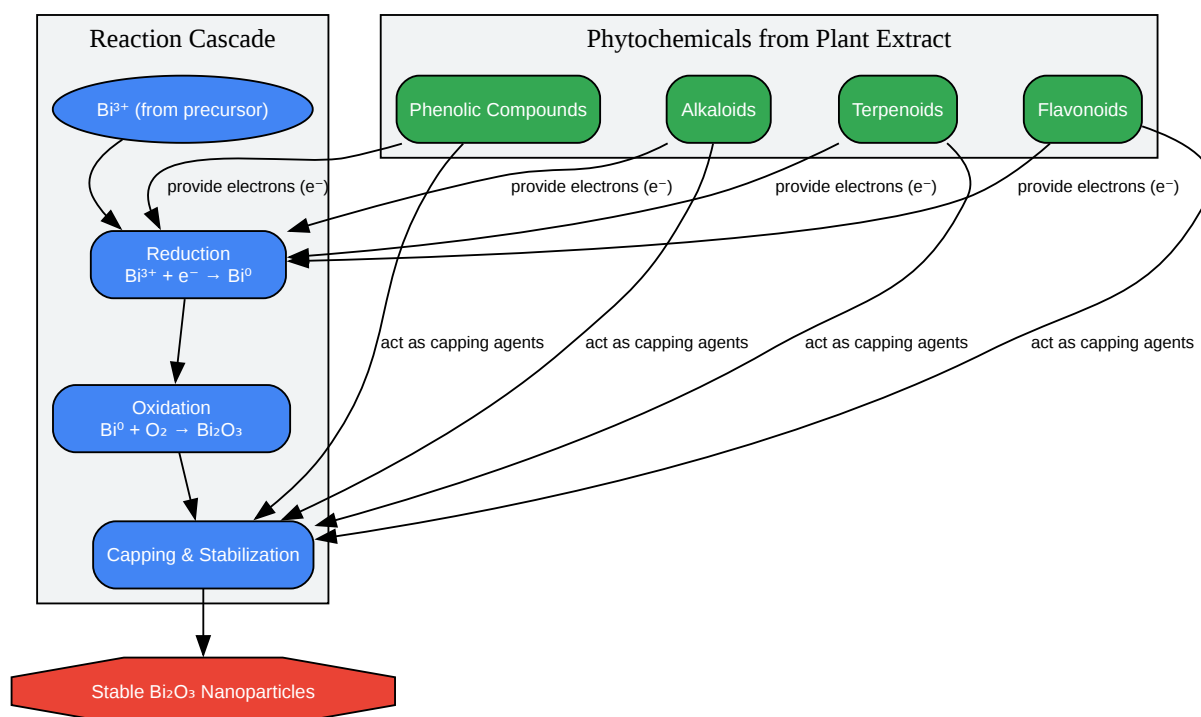 Reaction Cascade
Phytochemicals from Plant Extract
Bi³⁺ (from precursor)
Phenolic Compounds
Alkaloids
Terpenoids
Flavonoids
provide electrons (e⁻)
provide electrons (e⁻)
provide electrons (e⁻)
provide electrons (e⁻)
Reduction
Bi³⁺ + e⁻ → Bi⁰
act as capping agents
act as capping agents
act as capping agents
act as capping agents
Oxidation
Bi⁰ + O₂ → Bi₂O₃
Capping & Stabilization
Stable Bi₂O₃ Nanoparticles